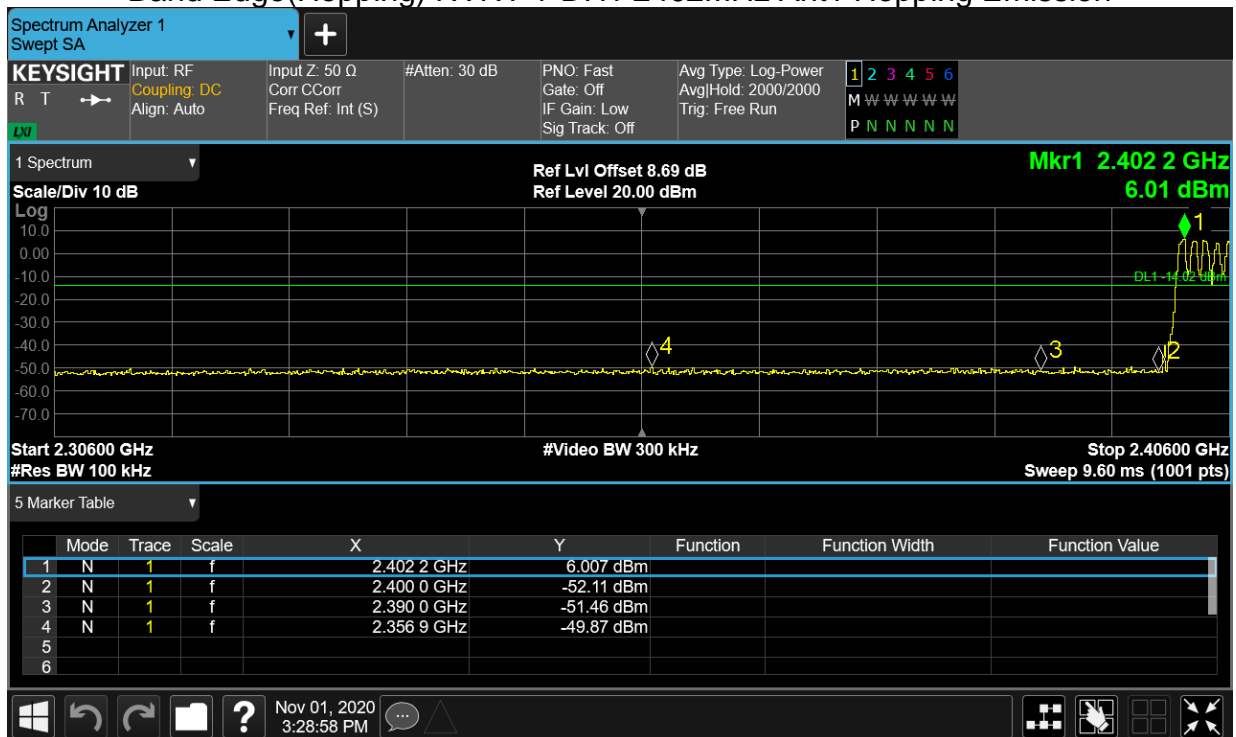 Spectrum Analyzer 1
Swept SA
KEYSIGHT Input: RF Input Z: 50 Ω #Atten: 30 dB PNO: Fast Avg Type: Log-Power 1 2 3 4 5 6
R T Coupling: DC Corr CCorr Gate: Off Avg|Hold: 2000/2000 M W W W W W
Align: Auto Freq Ref: Int (S) IF Gain: Low Trig: Free Run
LXI Sig Track: Off P N N N N N
1 Spectrum Ref Lvl Offset 8.69 dB Mkr1 2.402 2 GHz
Scale/Div 10 dB Ref Level 20.00 dBm 6.01 dBm
Log
1
10.0
0.00
-10.0
DL1 -14.02 dBm
-20.0
-30.0
-40.0
4 3 2
-50.0
-60.0
-70.0
Start 2.30600 GHz #Video BW 300 kHz Stop 2.40600 GHz
#Res BW 100 kHz Sweep 9.60 ms (1001 pts)
5 Marker Table
Mode Trace Scale X Y Function Function Width Function Value
1 N 1 f 2.402 2 GHz 6.007 dBm
2 N 1 f 2.400 0 GHz -52.11 dBm
3 N 1 f 2.390 0 GHz -51.46 dBm
4 N 1 f 2.356 9 GHz -49.87 dBm
5
6
? Nov 01, 2020
3:28:58 PM